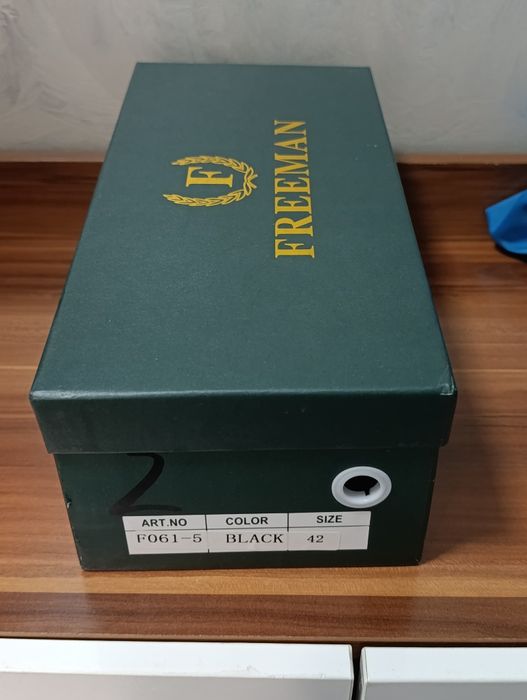 F
FREEMAN
2
ART.NO COLOR SIZE
F061-5 BLACK 42